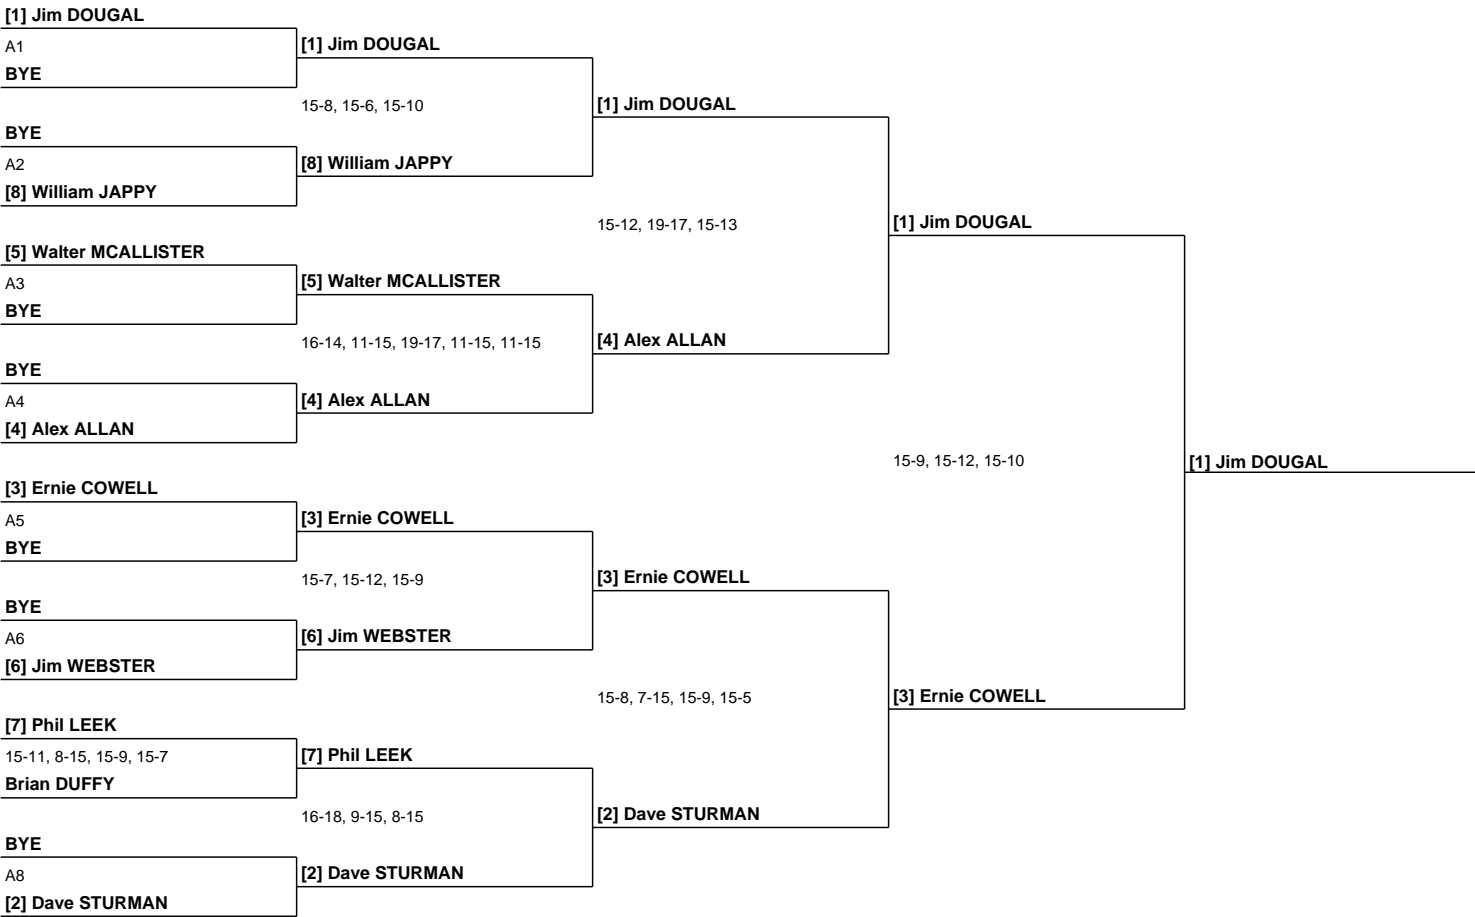 [1] Jim DOUGAL
A1
BYE
BYE
A2
[8] William JAPPY
[5] Walter MCALLISTER
A3
BYE
BYE
A4
[4] Alex ALLAN
[3] Ernie COWELL
A5
BYE
BYE
A6
[6] Jim WEBSTER
[7] Phil LEEK
15-11, 8-15, 15-9, 15-7
Brian DUFFY
BYE
A8
[2] Dave STURMAN
[1] Jim DOUGAL
15-8, 15-6, 15-10
[8] William JAPPY
[5] Walter MCALLISTER
16-14, 11-15, 19-17, 11-15, 11-15
[4] Alex ALLAN
[3] Ernie COWELL
15-7, 15-12, 15-9
[6] Jim WEBSTER
[7] Phil LEEK
16-18, 9-15, 8-15
[2] Dave STURMAN
[1] Jim DOUGAL
15-12, 19-17, 15-13
[4] Alex ALLAN
[3] Ernie COWELL
15-8, 7-15, 15-9, 15-5
[2] Dave STURMAN
[1] Jim DOUGAL
15-9, 15-12, 15-10
[3] Ernie COWELL
[1] Jim DOUGAL